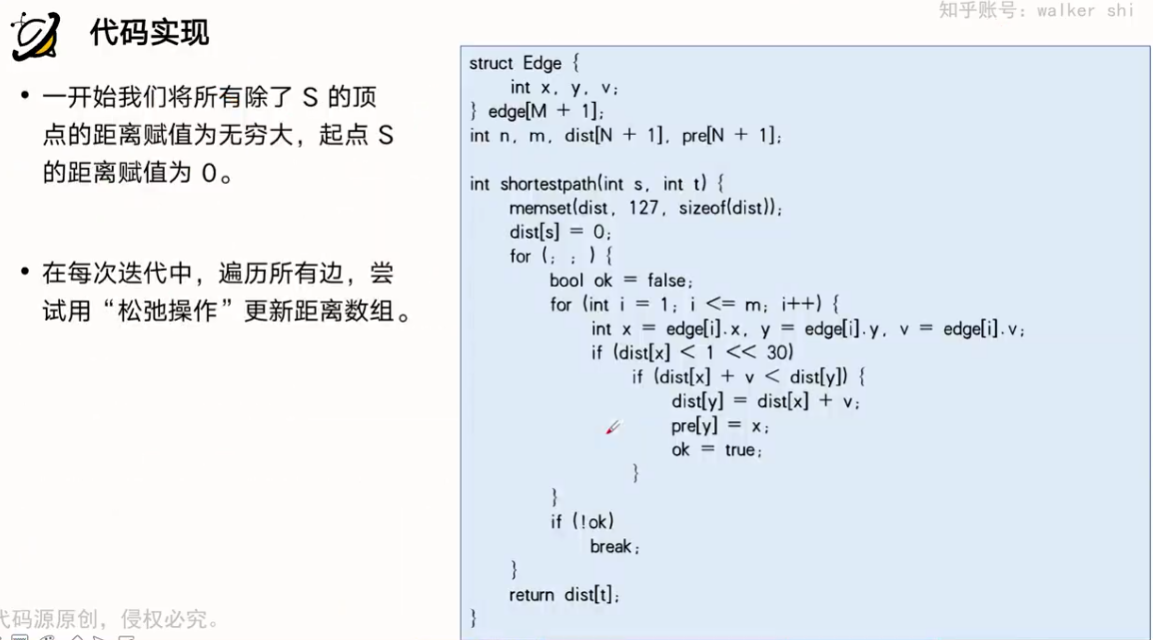 知乎账号：walker shi
代码实现
• 一开始我们将所有除了 S 的顶
点的距离赋值为无穷大，起点 S
的距离赋值为 0。
• 在每次迭代中，遍历所有边，尝
试用“松弛操作”更新距离数组。
struct Edge {
int x, y, v;
} edge[M + 1];
int n, m, dist[N + 1], pre[N + 1];
int shortestpath(int s, int t) {
memset(dist, 127, sizeof(dist));
dist[s] = 0;
for (; ; ) {
bool ok = false;
for (int i = 1; i <= m; i++) {
int x = edge[i].x, y = edge[i].y, v = edge[i].v;
if (dist[x] < 1 << 30)
if (dist[x] + v < dist[y]) {
dist[y] = dist[x] + v;
pre[y] = x;
ok = true;
}
}
if (!ok)
break;
}
return dist[t];
}
代码源原创，侵权必究。